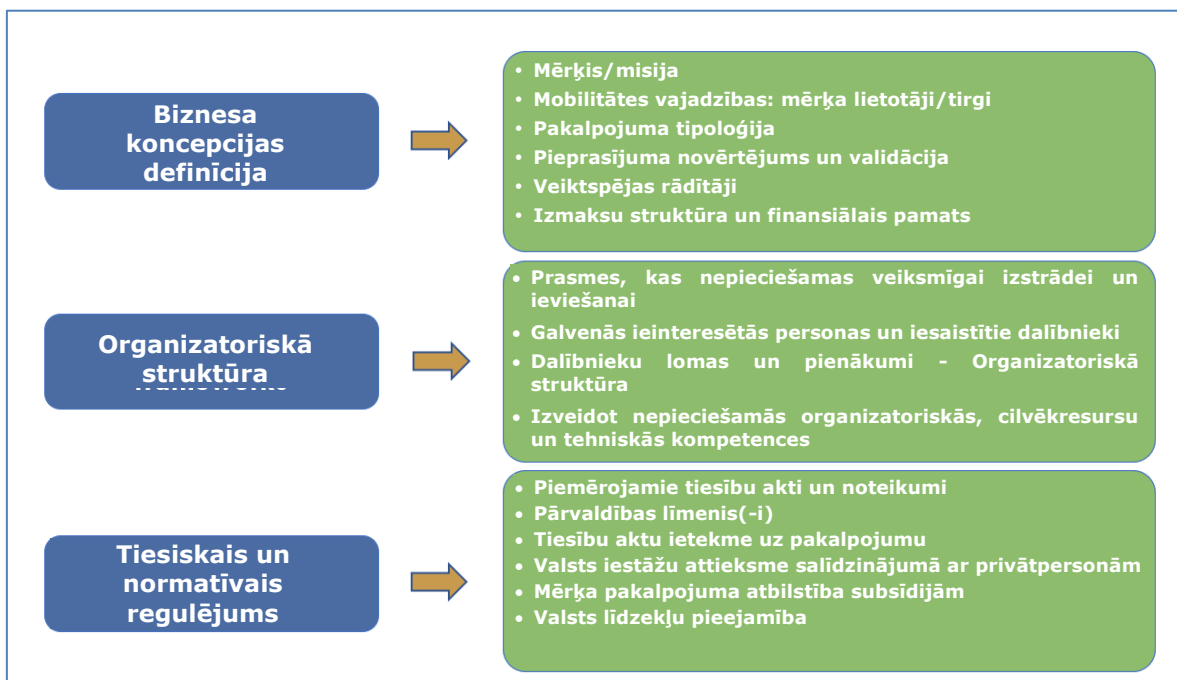 Biznesa
koncepcijas
definīcija
• Mērķis/misija
• Mobilitātes vajadzības: mērķa lietotāji/tirgi
• Pakalpojuma tipoloģija
• Pieprasījuma novērtējums un validācija
• Veiktspējas rādītāji
• Izmaksu struktūra un finansiālais pamats
Organizatoriskā
struktūra
• Prasmes, kas nepieciešamas veiksmīgai izstrādei un
ieviešanai
• Galvenās ieinteresētās personas un iesaistītie dalībnieki
• Dalībnieku lomas un pienākumi - Organizatoriskā
struktūra
• Izveidot nepieciešamās organizatoriskās, cilvēkresursu
un tehniskās kompetences
Tiesiskais un
normatīvais
regulējums
• Piemērojamie tiesību akti un noteikumi
• Pārvaldības līmenis(-i)
• Tiesību aktu ietekme uz pakalpojumu
• Valsts iestāžu attieksme salīdzinājumā ar privātpersonām
• Mērķa pakalpojuma atbilstība subsīdijām
• Valsts līdzekļu pieejamība